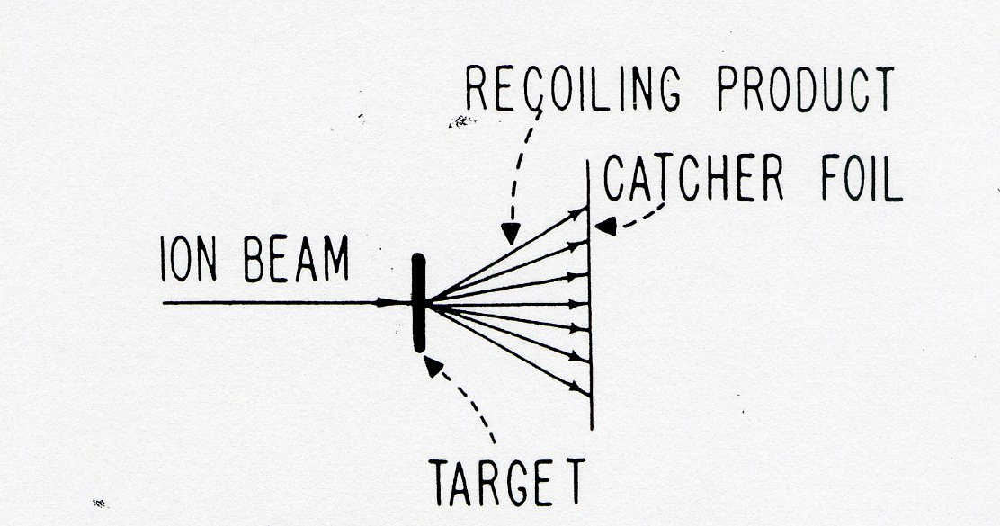 RECOILING PRODUCT
CATCHER FOIL
ION BEAM
TARGET